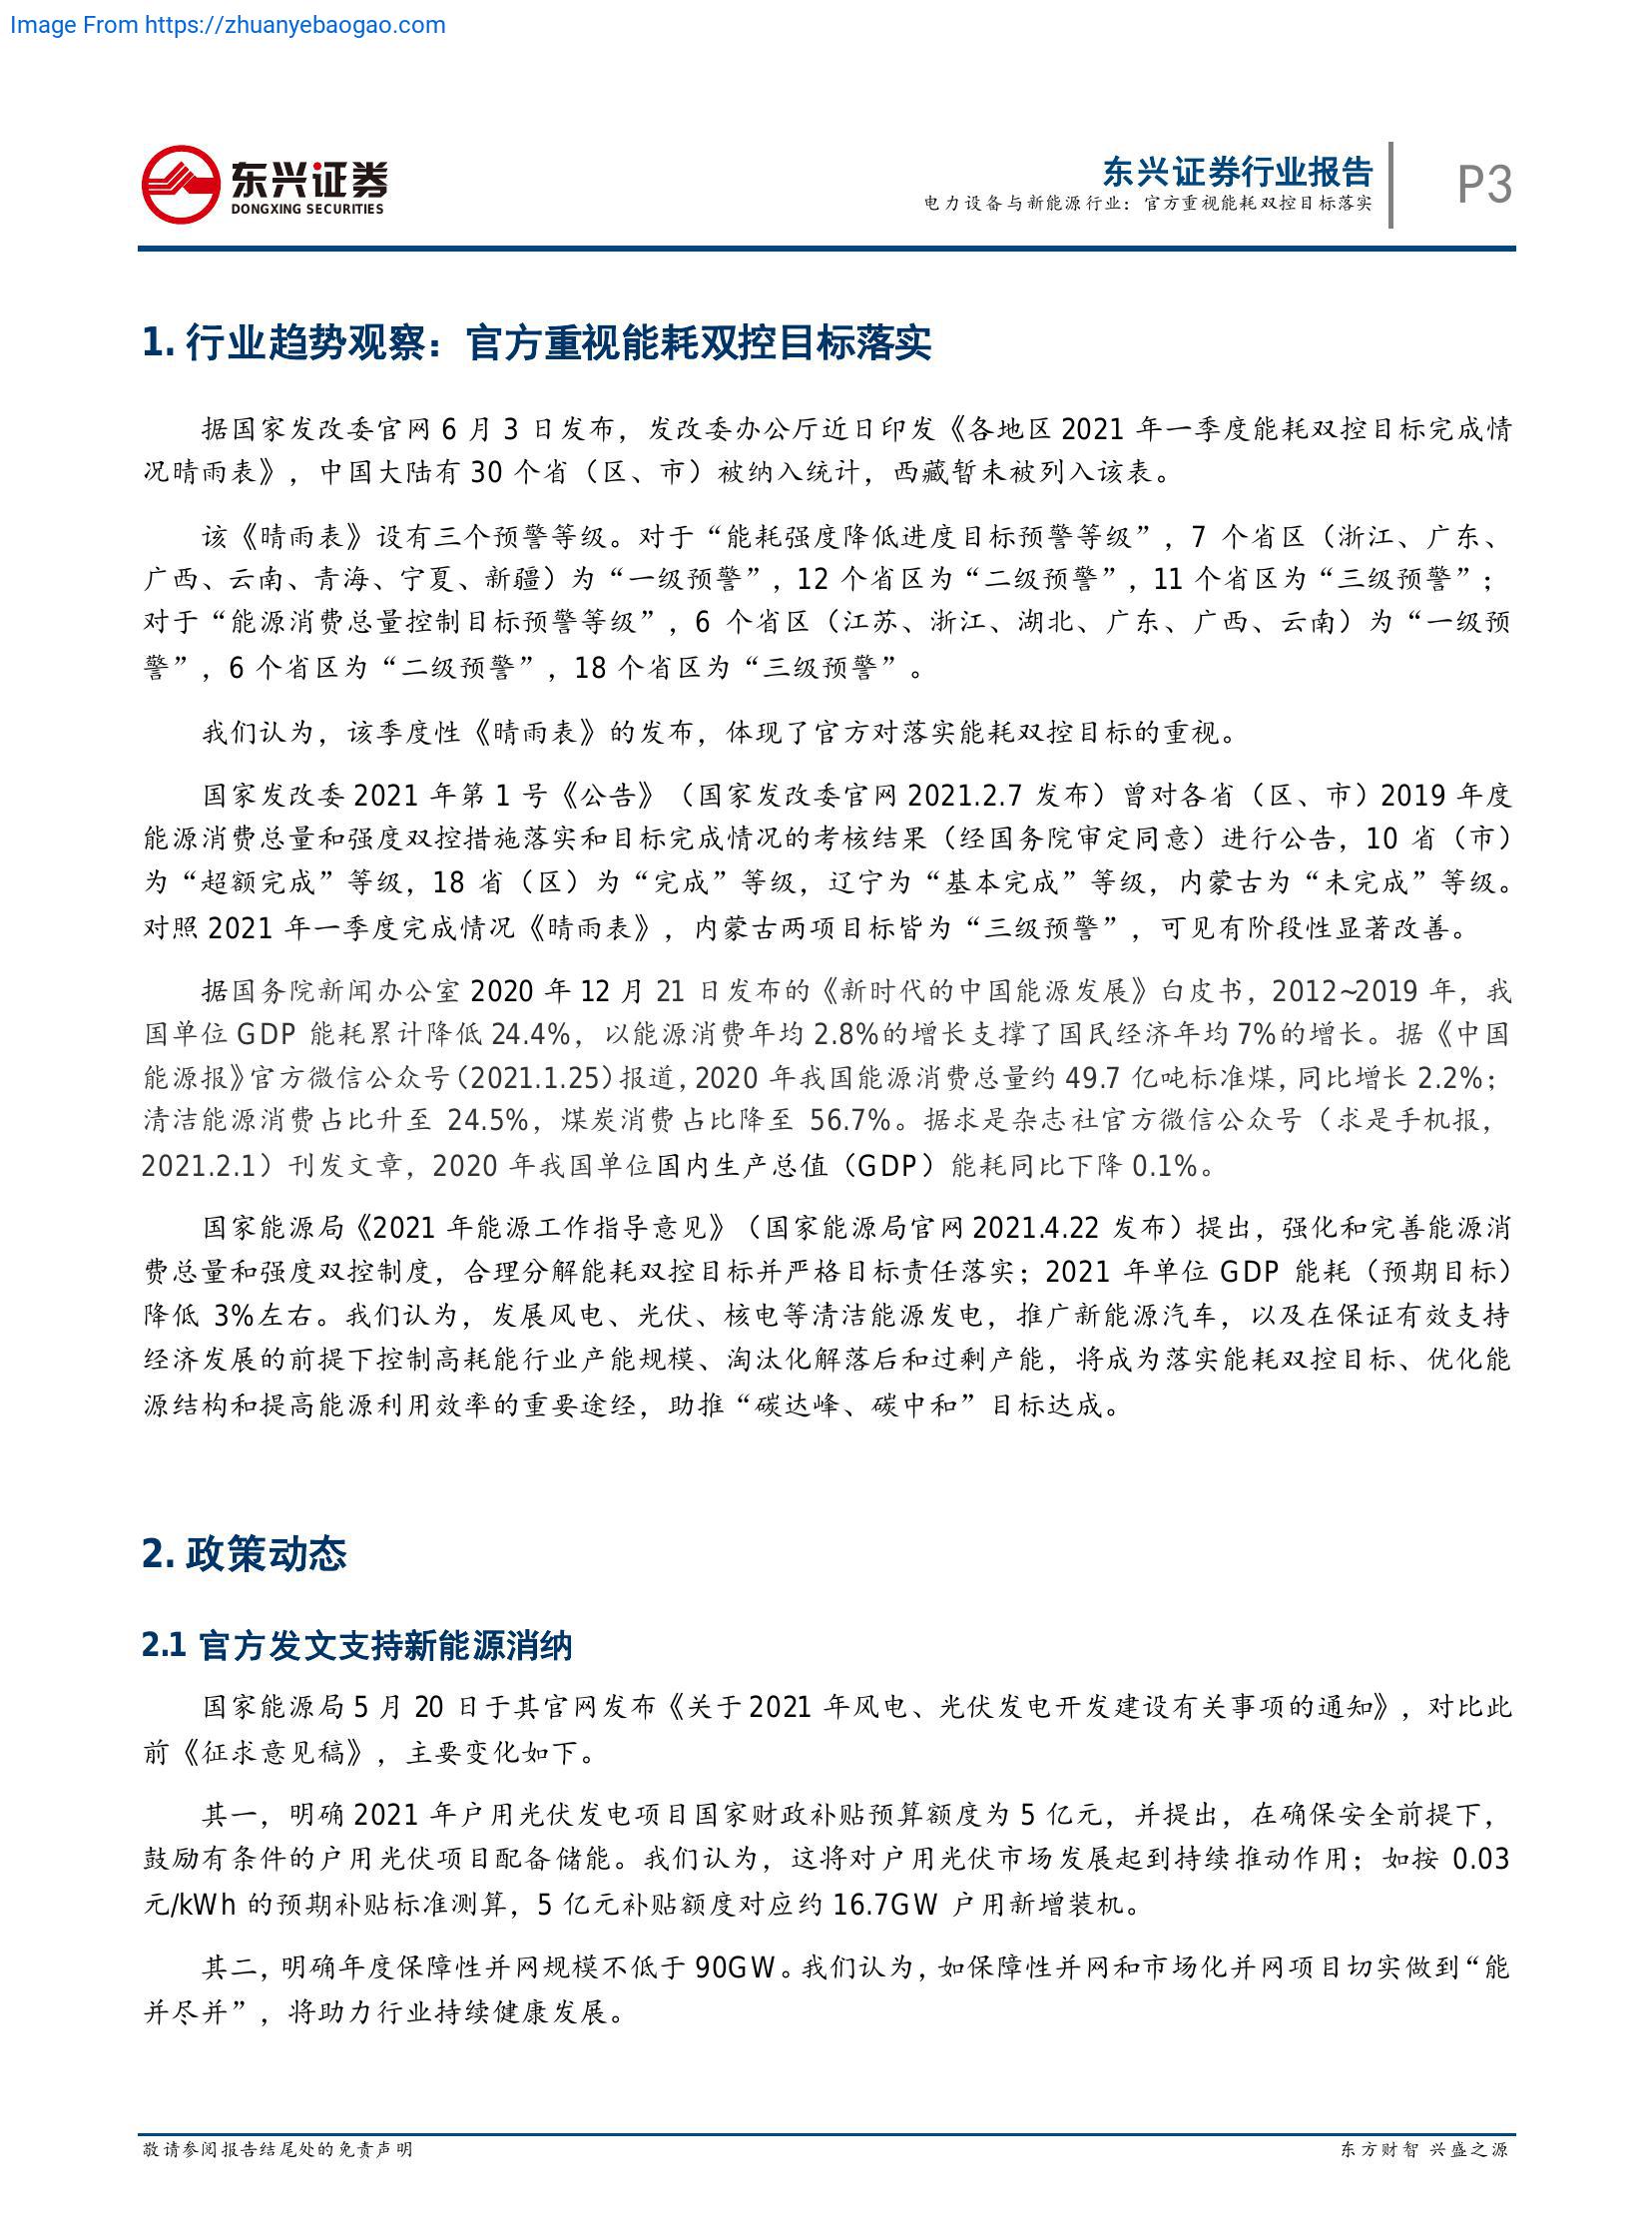 Image From https://zhuanyebaogao.com
东兴证券
DONGXING SECURITIES
东兴证券行业报告
电力设备与新能源行业：官方重视能耗双控目标落实
P3
1. 行业趋势观察：官方重视能耗双控目标落实
据国家发改委官网 6 月 3 日发布，发改委办公厅近日印发《各地区 2021 年一季度能耗双控目标完成情
况晴雨表》，中国大陆有 30 个省（区、市）被纳入统计，西藏暂未被列入该表。
该《晴雨表》设有三个预警等级。对于“能耗强度降低进度目标预警等级”，7 个省区（浙江、广东、
广西、云南、青海、宁夏、新疆）为“一级预警”，12 个省区为“二级预警”，11 个省区为“三级预警”；
对于“能源消费总量控制目标预警等级”，6 个省区（江苏、浙江、湖北、广东、广西、云南）为“一级预
警”，6 个省区为“二级预警”，18 个省区为“三级预警”。
我们认为，该季度性《晴雨表》的发布，体现了官方对落实能耗双控目标的重视。
国家发改委 2021 年第 1 号《公告》（国家发改委官网 2021.2.7 发布）曾对各省（区、市）2019 年度
能源消费总量和强度双控措施落实和目标完成情况的考核结果（经国务院审定同意）进行公告，10 省（市）
为“超额完成”等级，18 省（区）为“完成”等级，辽宁为“基本完成”等级，内蒙古为“未完成”等级。
对照 2021 年一季度完成情况《晴雨表》，内蒙古两项目标皆为“三级预警”，可见有阶段性显著改善。
据国务院新闻办公室 2020 年 12 月 21 日发布的《新时代的中国能源发展》白皮书，2012~2019 年，我
国单位 GDP 能耗累计降低 24.4%，以能源消费年均 2.8%的增长支撑了国民经济年均 7%的增长。据《中国
能源报》官方微信公众号（2021.1.25）报道，2020 年我国能源消费总量约 49.7 亿吨标准煤，同比增长 2.2%；
清洁能源消费占比升至 24.5%，煤炭消费占比降至 56.7%。据求是杂志社官方微信公众号（求是手机报，
2021.2.1）刊发文章，2020 年我国单位国内生产总值（GDP）能耗同比下降 0.1%。
国家能源局《2021 年能源工作指导意见》（国家能源局官网 2021.4.22 发布）提出，强化和完善能源消
费总量和强度双控制度，合理分解能耗双控目标并严格目标责任落实；2021 年单位 GDP 能耗（预期目标）
降低 3%左右。我们认为，发展风电、光伏、核电等清洁能源发电，推广新能源汽车，以及在保证有效支持
经济发展的前提下控制高耗能行业产能规模、淘汰化解落后和过剩产能，将成为落实能耗双控目标、优化能
源结构和提高能源利用效率的重要途经，助推“碳达峰、碳中和”目标达成。
2. 政策动态
2.1 官方发文支持新能源消纳
国家能源局 5 月 20 日于其官网发布《关于 2021 年风电、光伏发电开发建设有关事项的通知》，对比此
前《征求意见稿》，主要变化如下。
其一，明确 2021 年户用光伏发电项目国家财政补贴预算额度为 5 亿元，并提出，在确保安全前提下，
鼓励有条件的户用光伏项目配备储能。我们认为，这将对户用光伏市场发展起到持续推动作用；如按 0.03
元/kWh 的预期补贴标准测算，5 亿元补贴额度对应约 16.7GW 户用新增装机。
其二，明确年度保障性并网规模不低于 90GW。我们认为，如保障性并网和市场化并网项目切实做到“能
并尽并”，将助力行业持续健康发展。
敬请参阅报告结尾处的免责声明
东方财智 兴盛之源